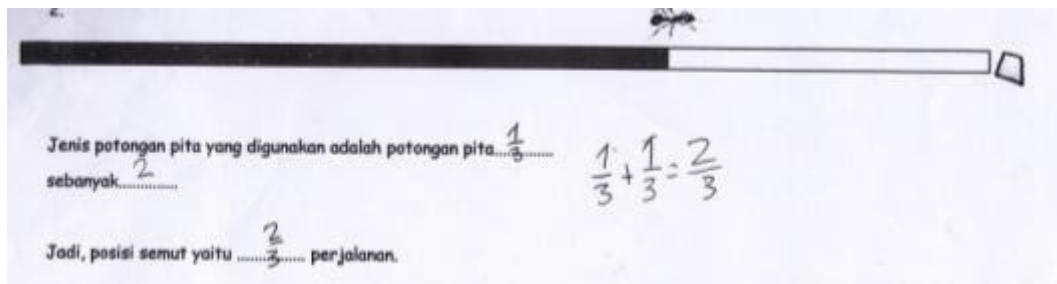 2.
Jenis potongan pita yang digunakan adalah potongan pita....1/3........
sebanyak....2..........
1/3 + 1/3 = 2/3
Jadi, posisi semut yaitu ........2/3...... perjalanan.